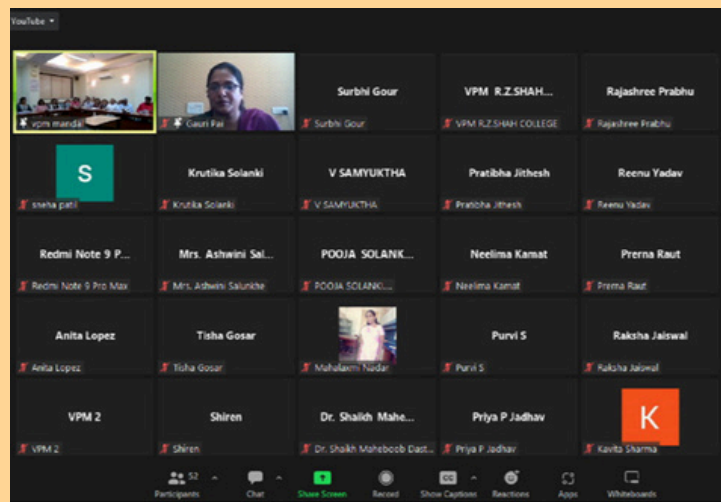 YouTube
vpm mandal
Gauri Pai
Surbhi Gour
Surbhi Gour
VPM R.Z.SHAH...
VPM R.Z.SHAH COLLEGE
Rajashree Prabhu
Rajashree Prabhu
S
sneha patil
Krutika Solanki
Krutika Solanki
V SAMYUKTHA
V SAMYUKTHA
Pratibha Jithesh
Pratibha Jithesh
Reenu Yadav
Reenu Yadav
Redmi Note 9 P...
Redmi Note 9 Pro Max
Mrs. Ashwini Sal...
Mrs. Ashwini Salunkhe
POOJA SOLANK...
POOJA SOLANKI...
Neelima Kamat
Neelima Kamat
Prerna Raut
Prerna Raut
Anita Lopez
Anita Lopez
Tisha Gosar
Tisha Gosar
Mahalaxmi Nadar
Purvi S
Purvi S
Raksha Jaiswal
Raksha Jaiswal
VPM 2
VPM 2
Shiren
Shiren
Dr. Shaikh Mahe...
Dr. Shaikh Maheboob Dast...
Priya P Jadhav
Priya P Jadhav
K
Kavita Sharma
52
Participants
Chat
Share Screen
Record
CC
Show Captions
Reactions
Apps
Whiteboards